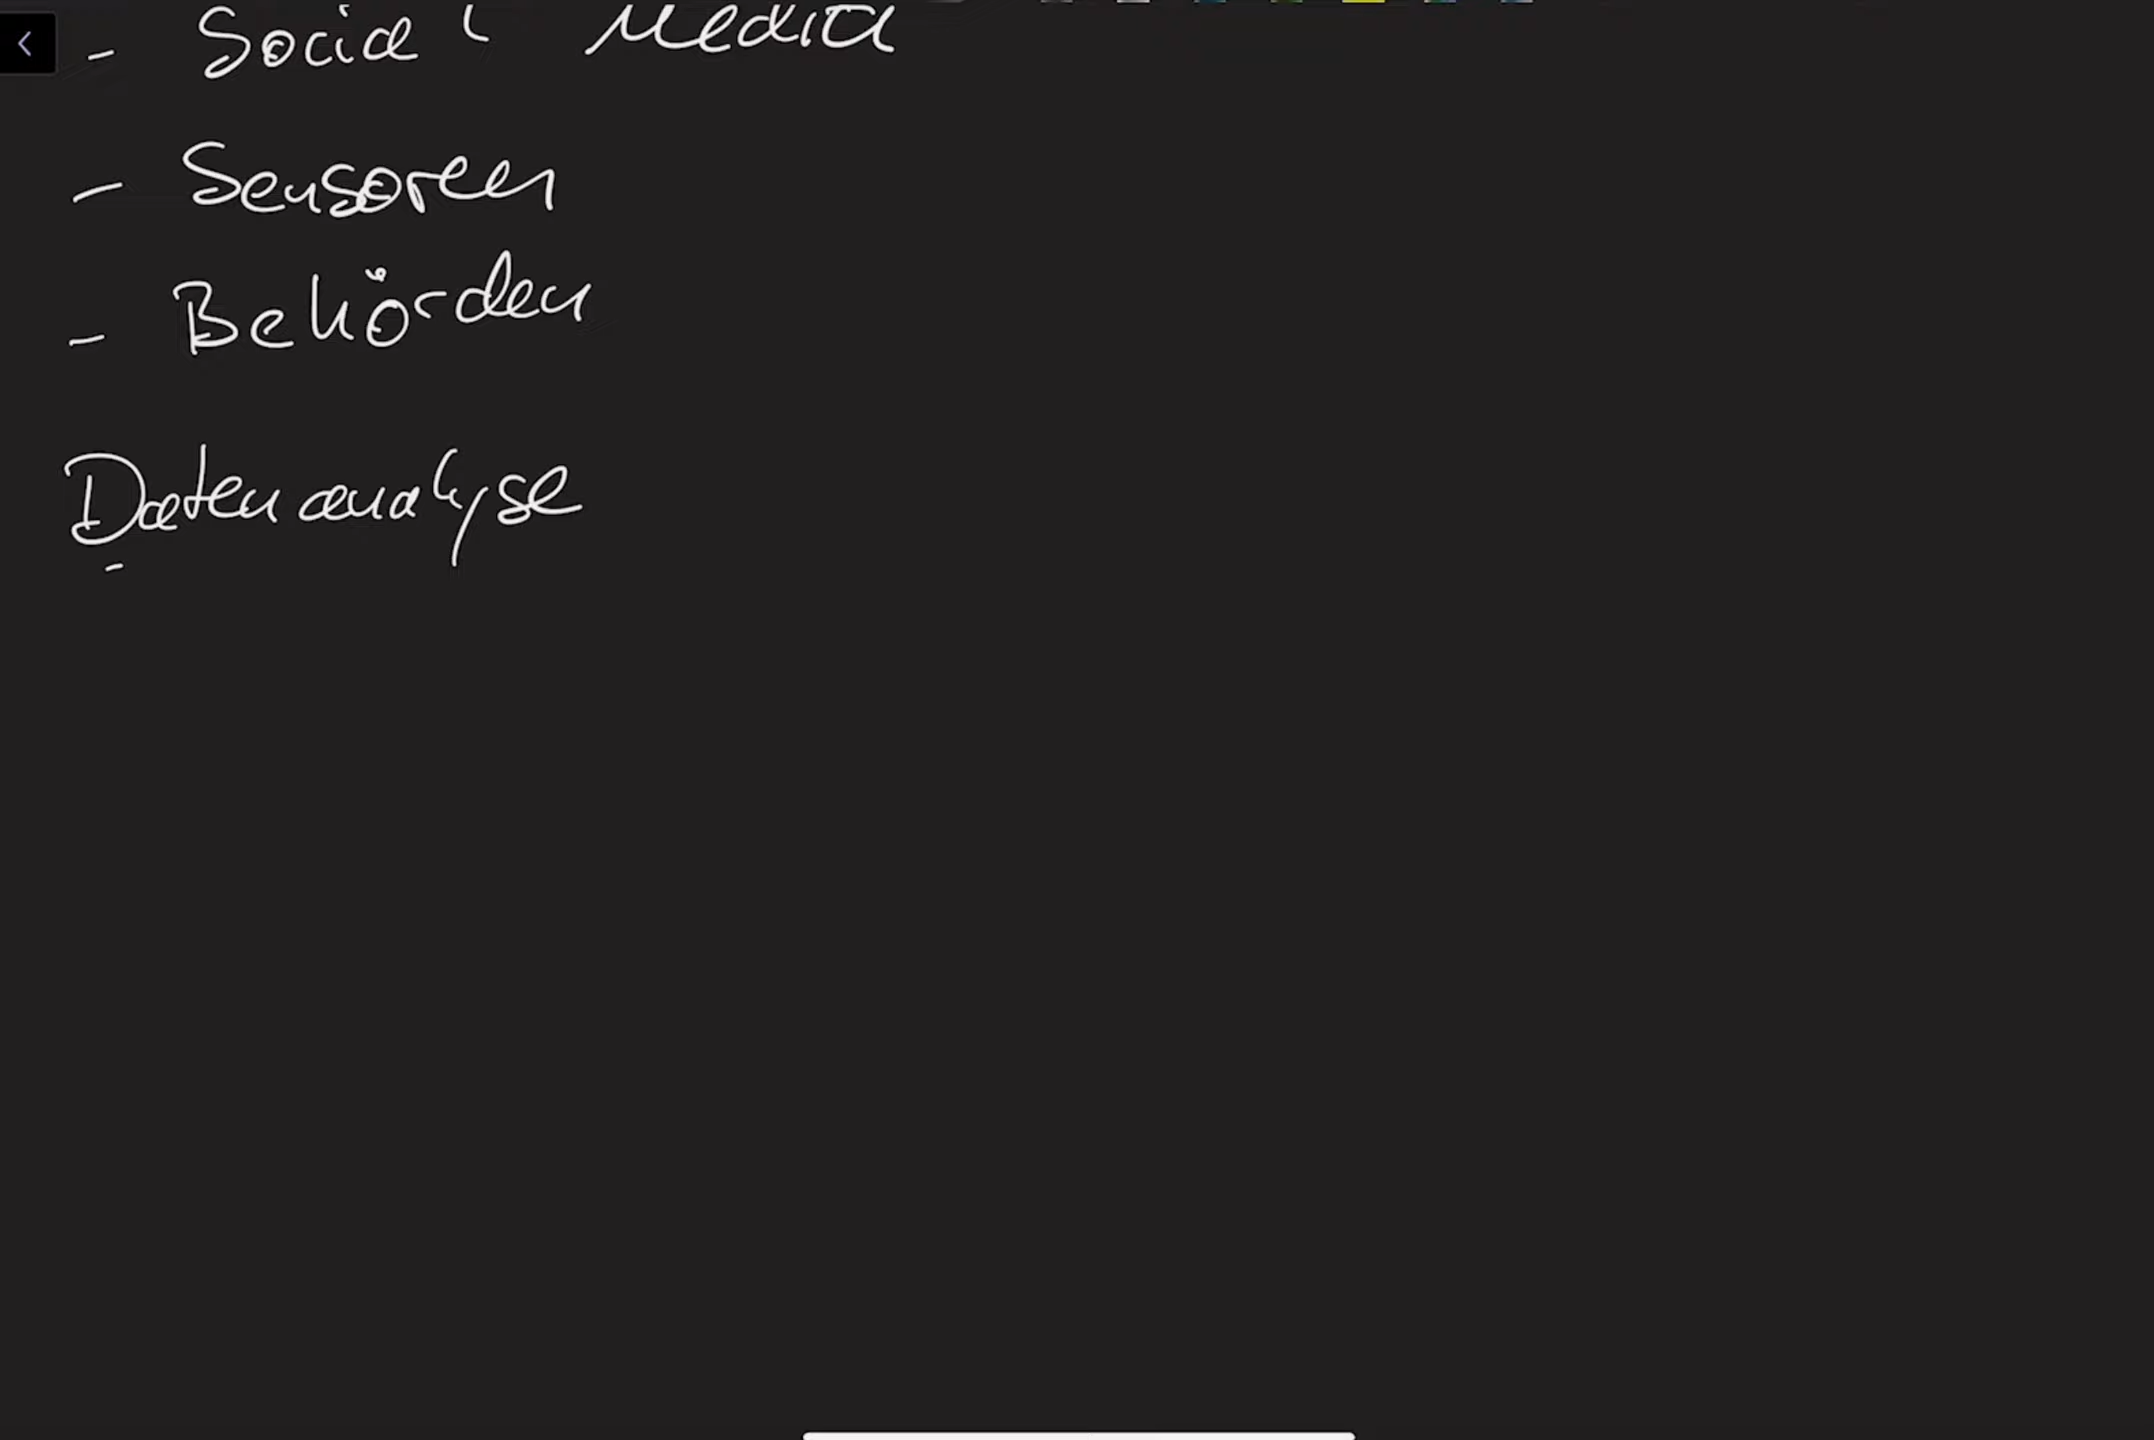 - Social Media
- Sensoren
- Behörden
Datenanalyse
-